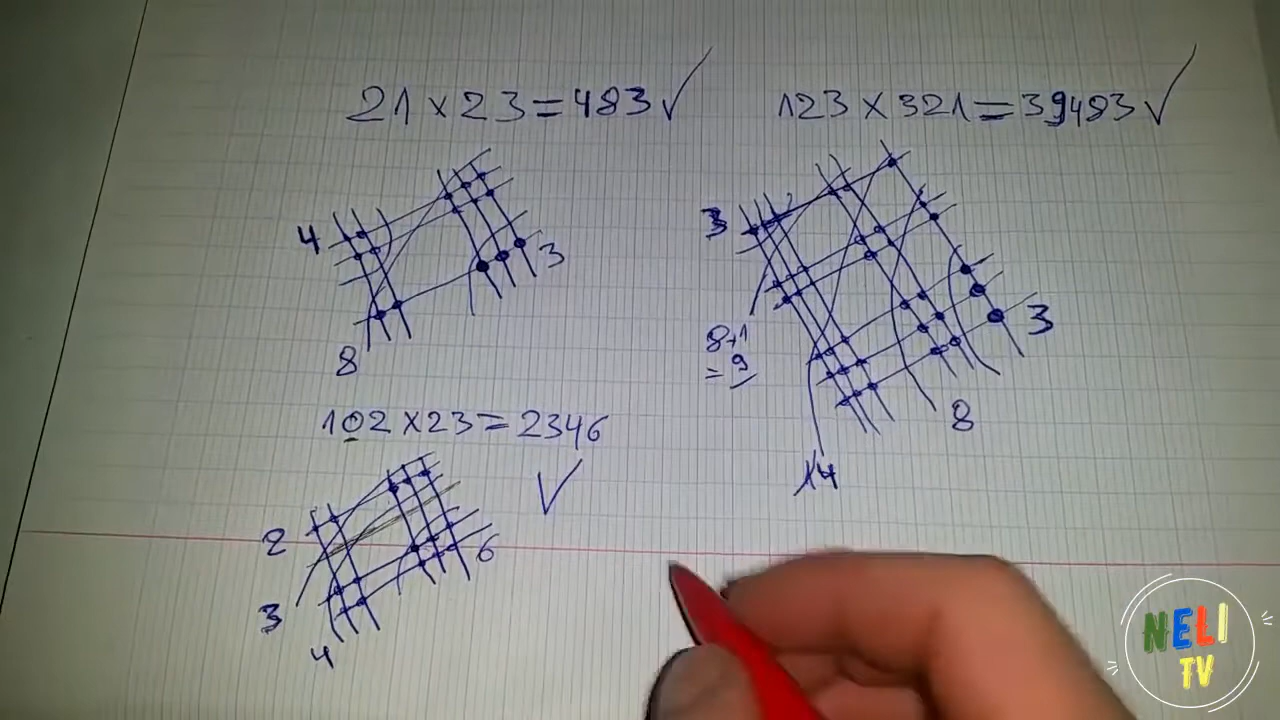 21 × 23 = 483 ✓
123 × 321 = 39483 ✓
4
3
8
3
8+1
= 9
3
8
14
102 × 23 = 2346
✓
2
6
3
4
NELI
TV